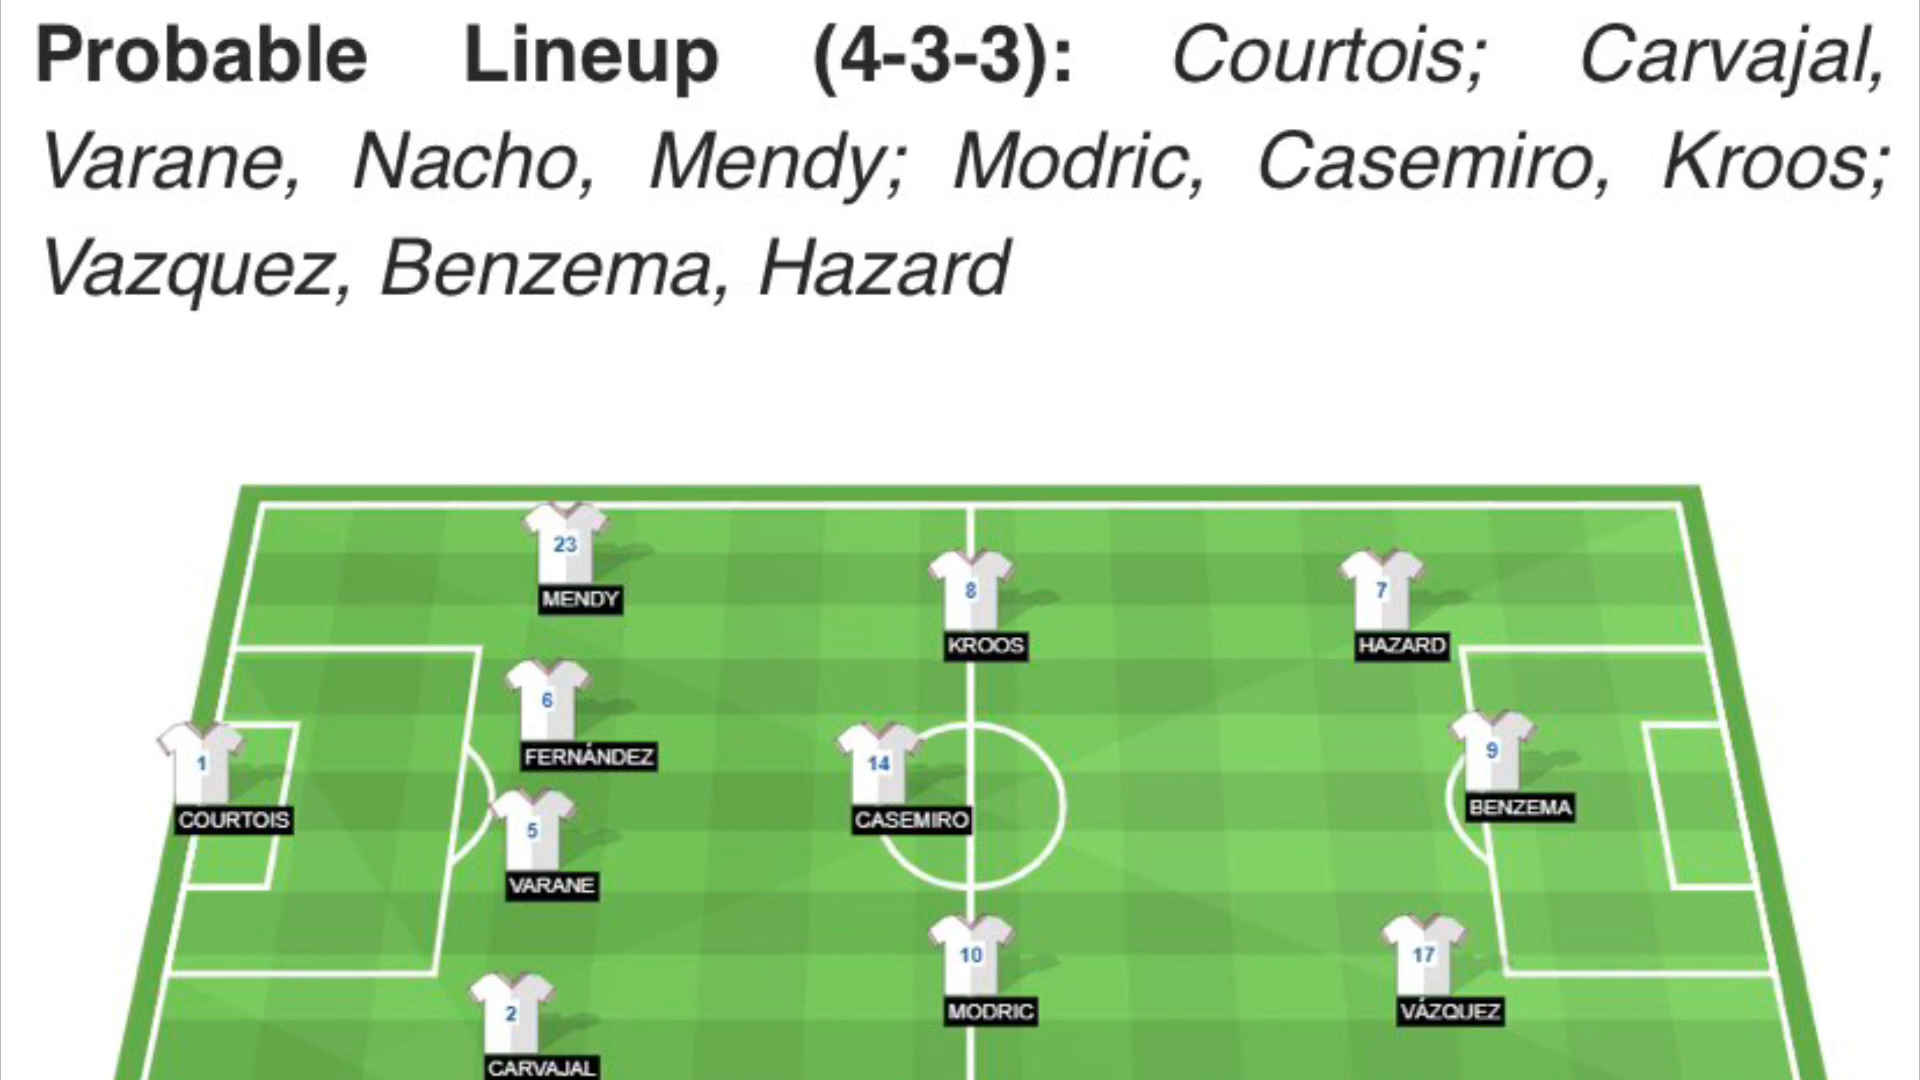 Probable Lineup (4-3-3): Courtois; Carvajal,
Varane, Nacho, Mendy; Modric, Casemiro, Kroos;
Vazquez, Benzema, Hazard
23
MENDY
8
KROOS
7
HAZARD
6
FERNÁNDEZ
1
COURTOIS
14
CASEMIRO
9
BENZEMA
5
VARANE
10
MODRIC
17
VÁZQUEZ
2
CARVAJAL